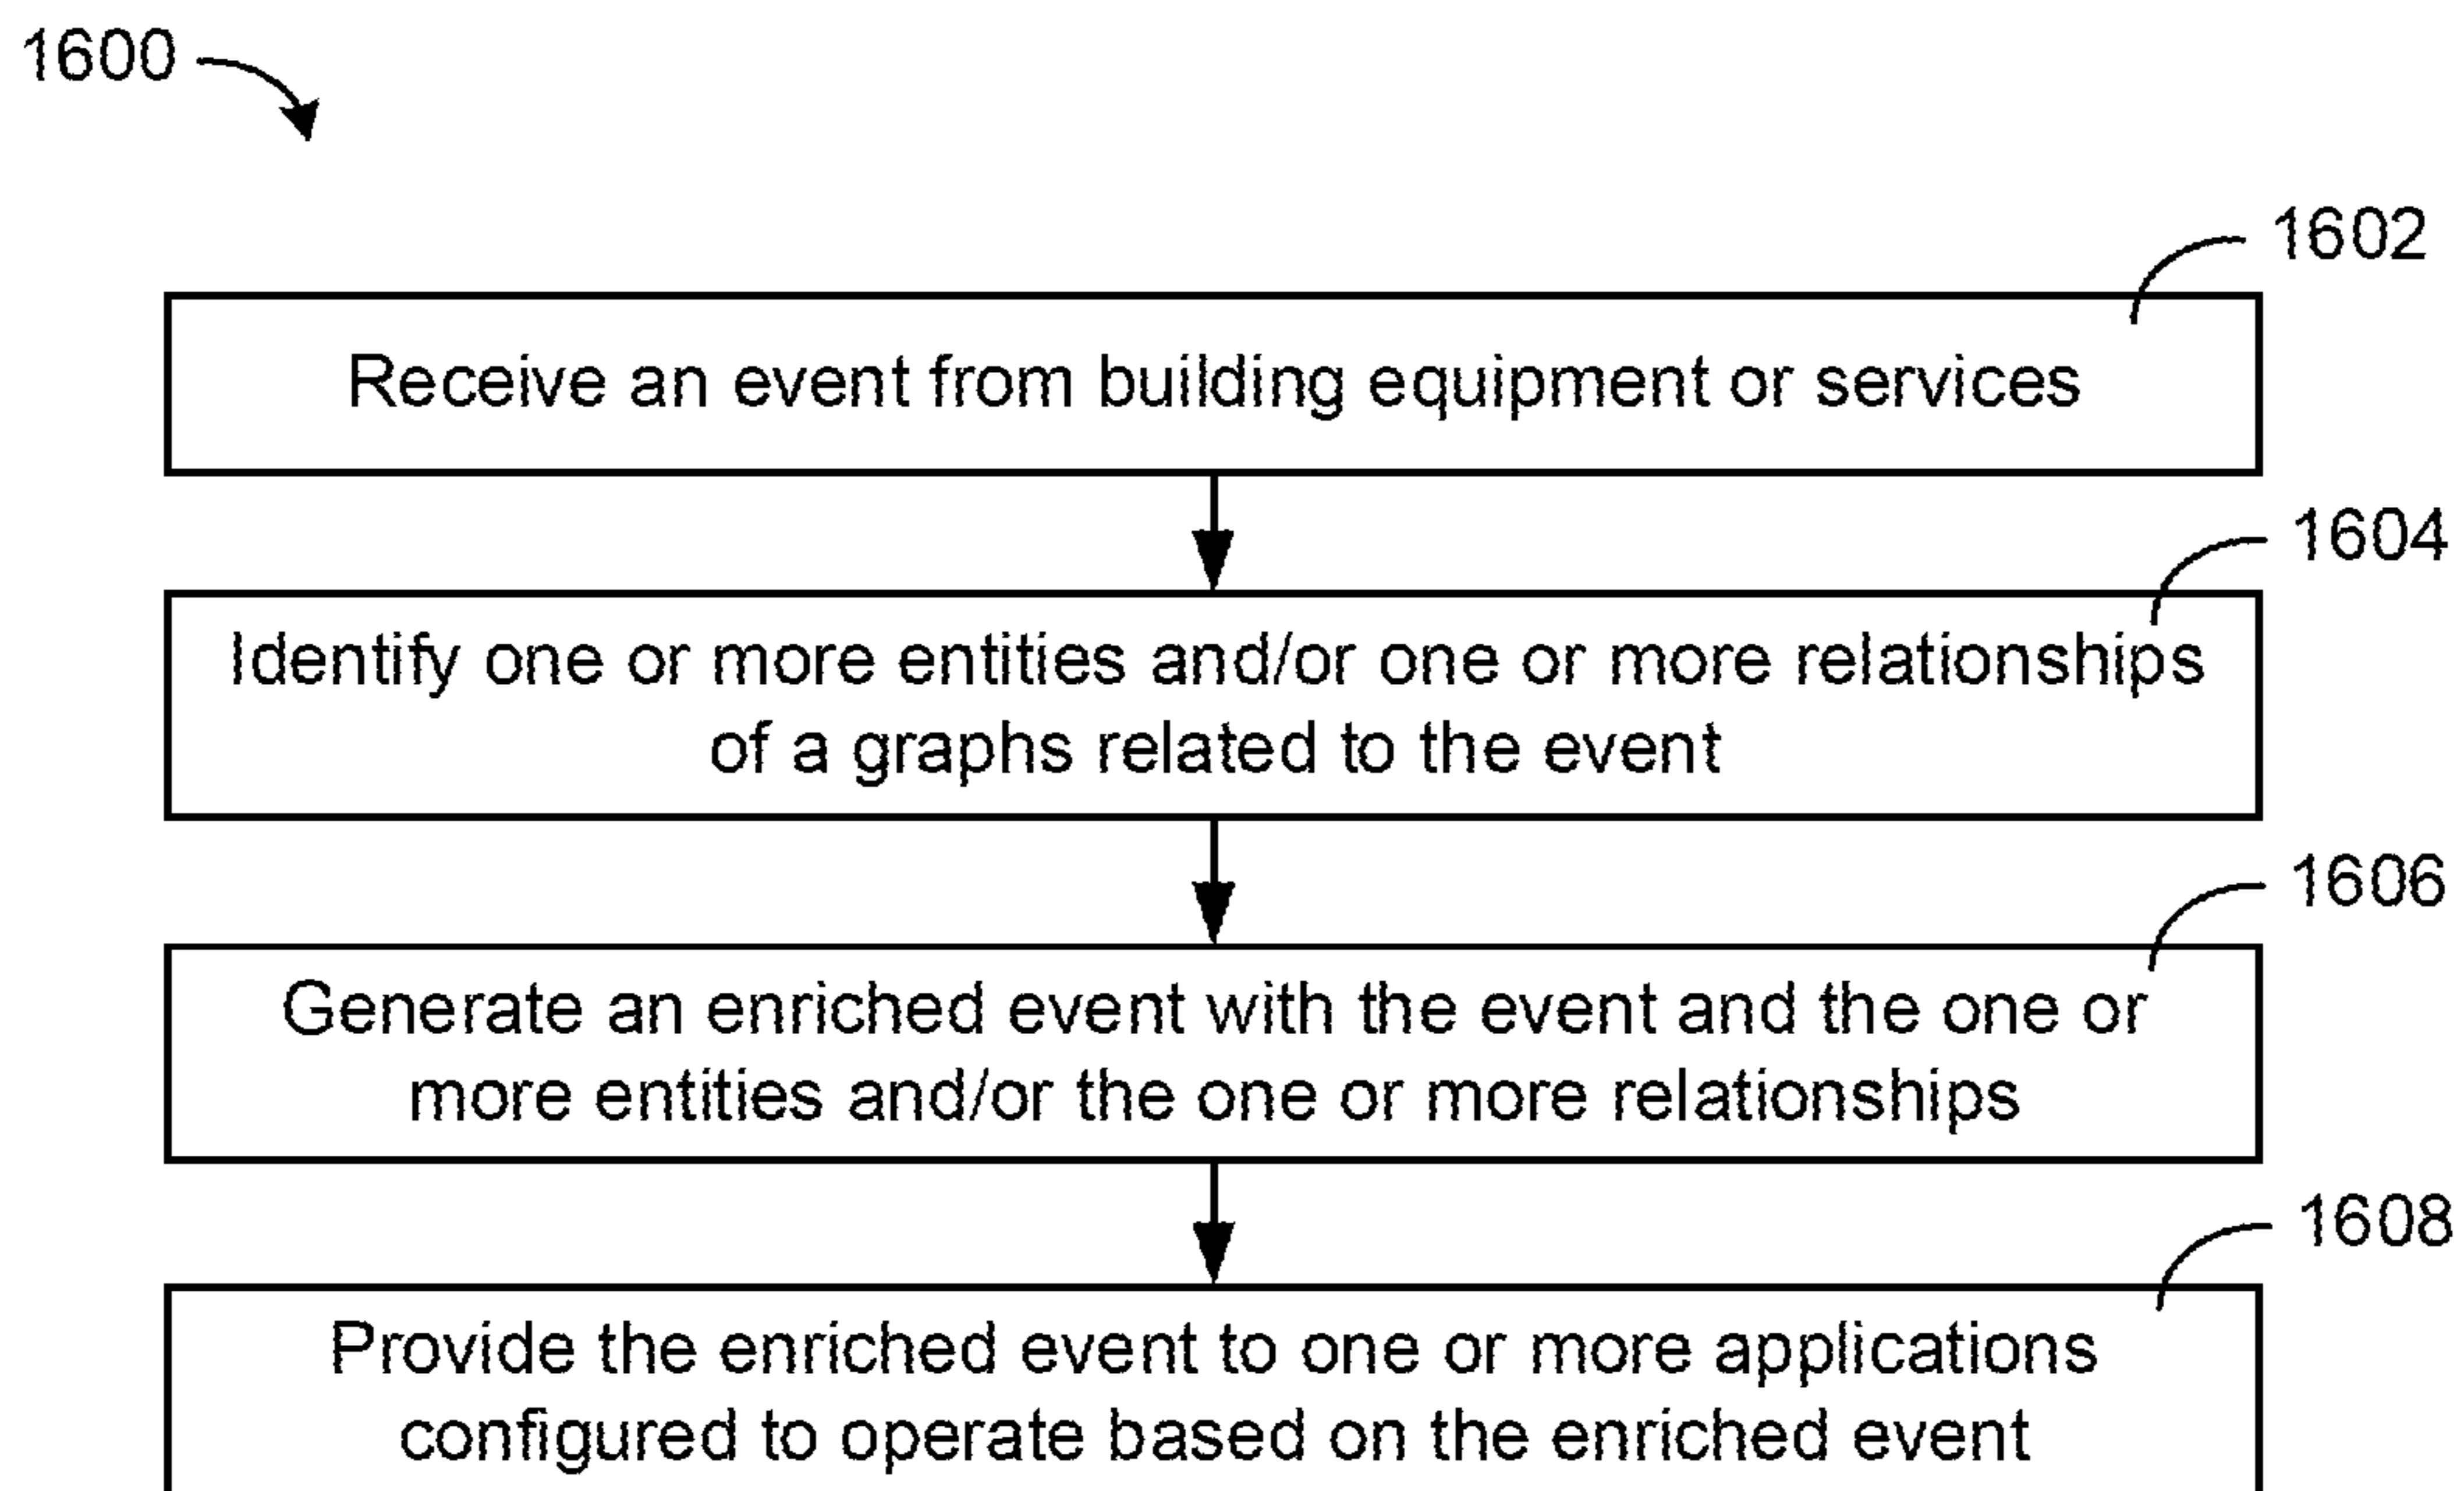 1600
1602
Receive an event from building equipment or services
1604
Identify one or more entities and/or one or more relationships
of a graphs related to the event
1606
Generate an enriched event with the event and the one or
more entities and/or the one or more relationships
1608
Provide the enriched event to one or more applications
configured to operate based on the enriched event